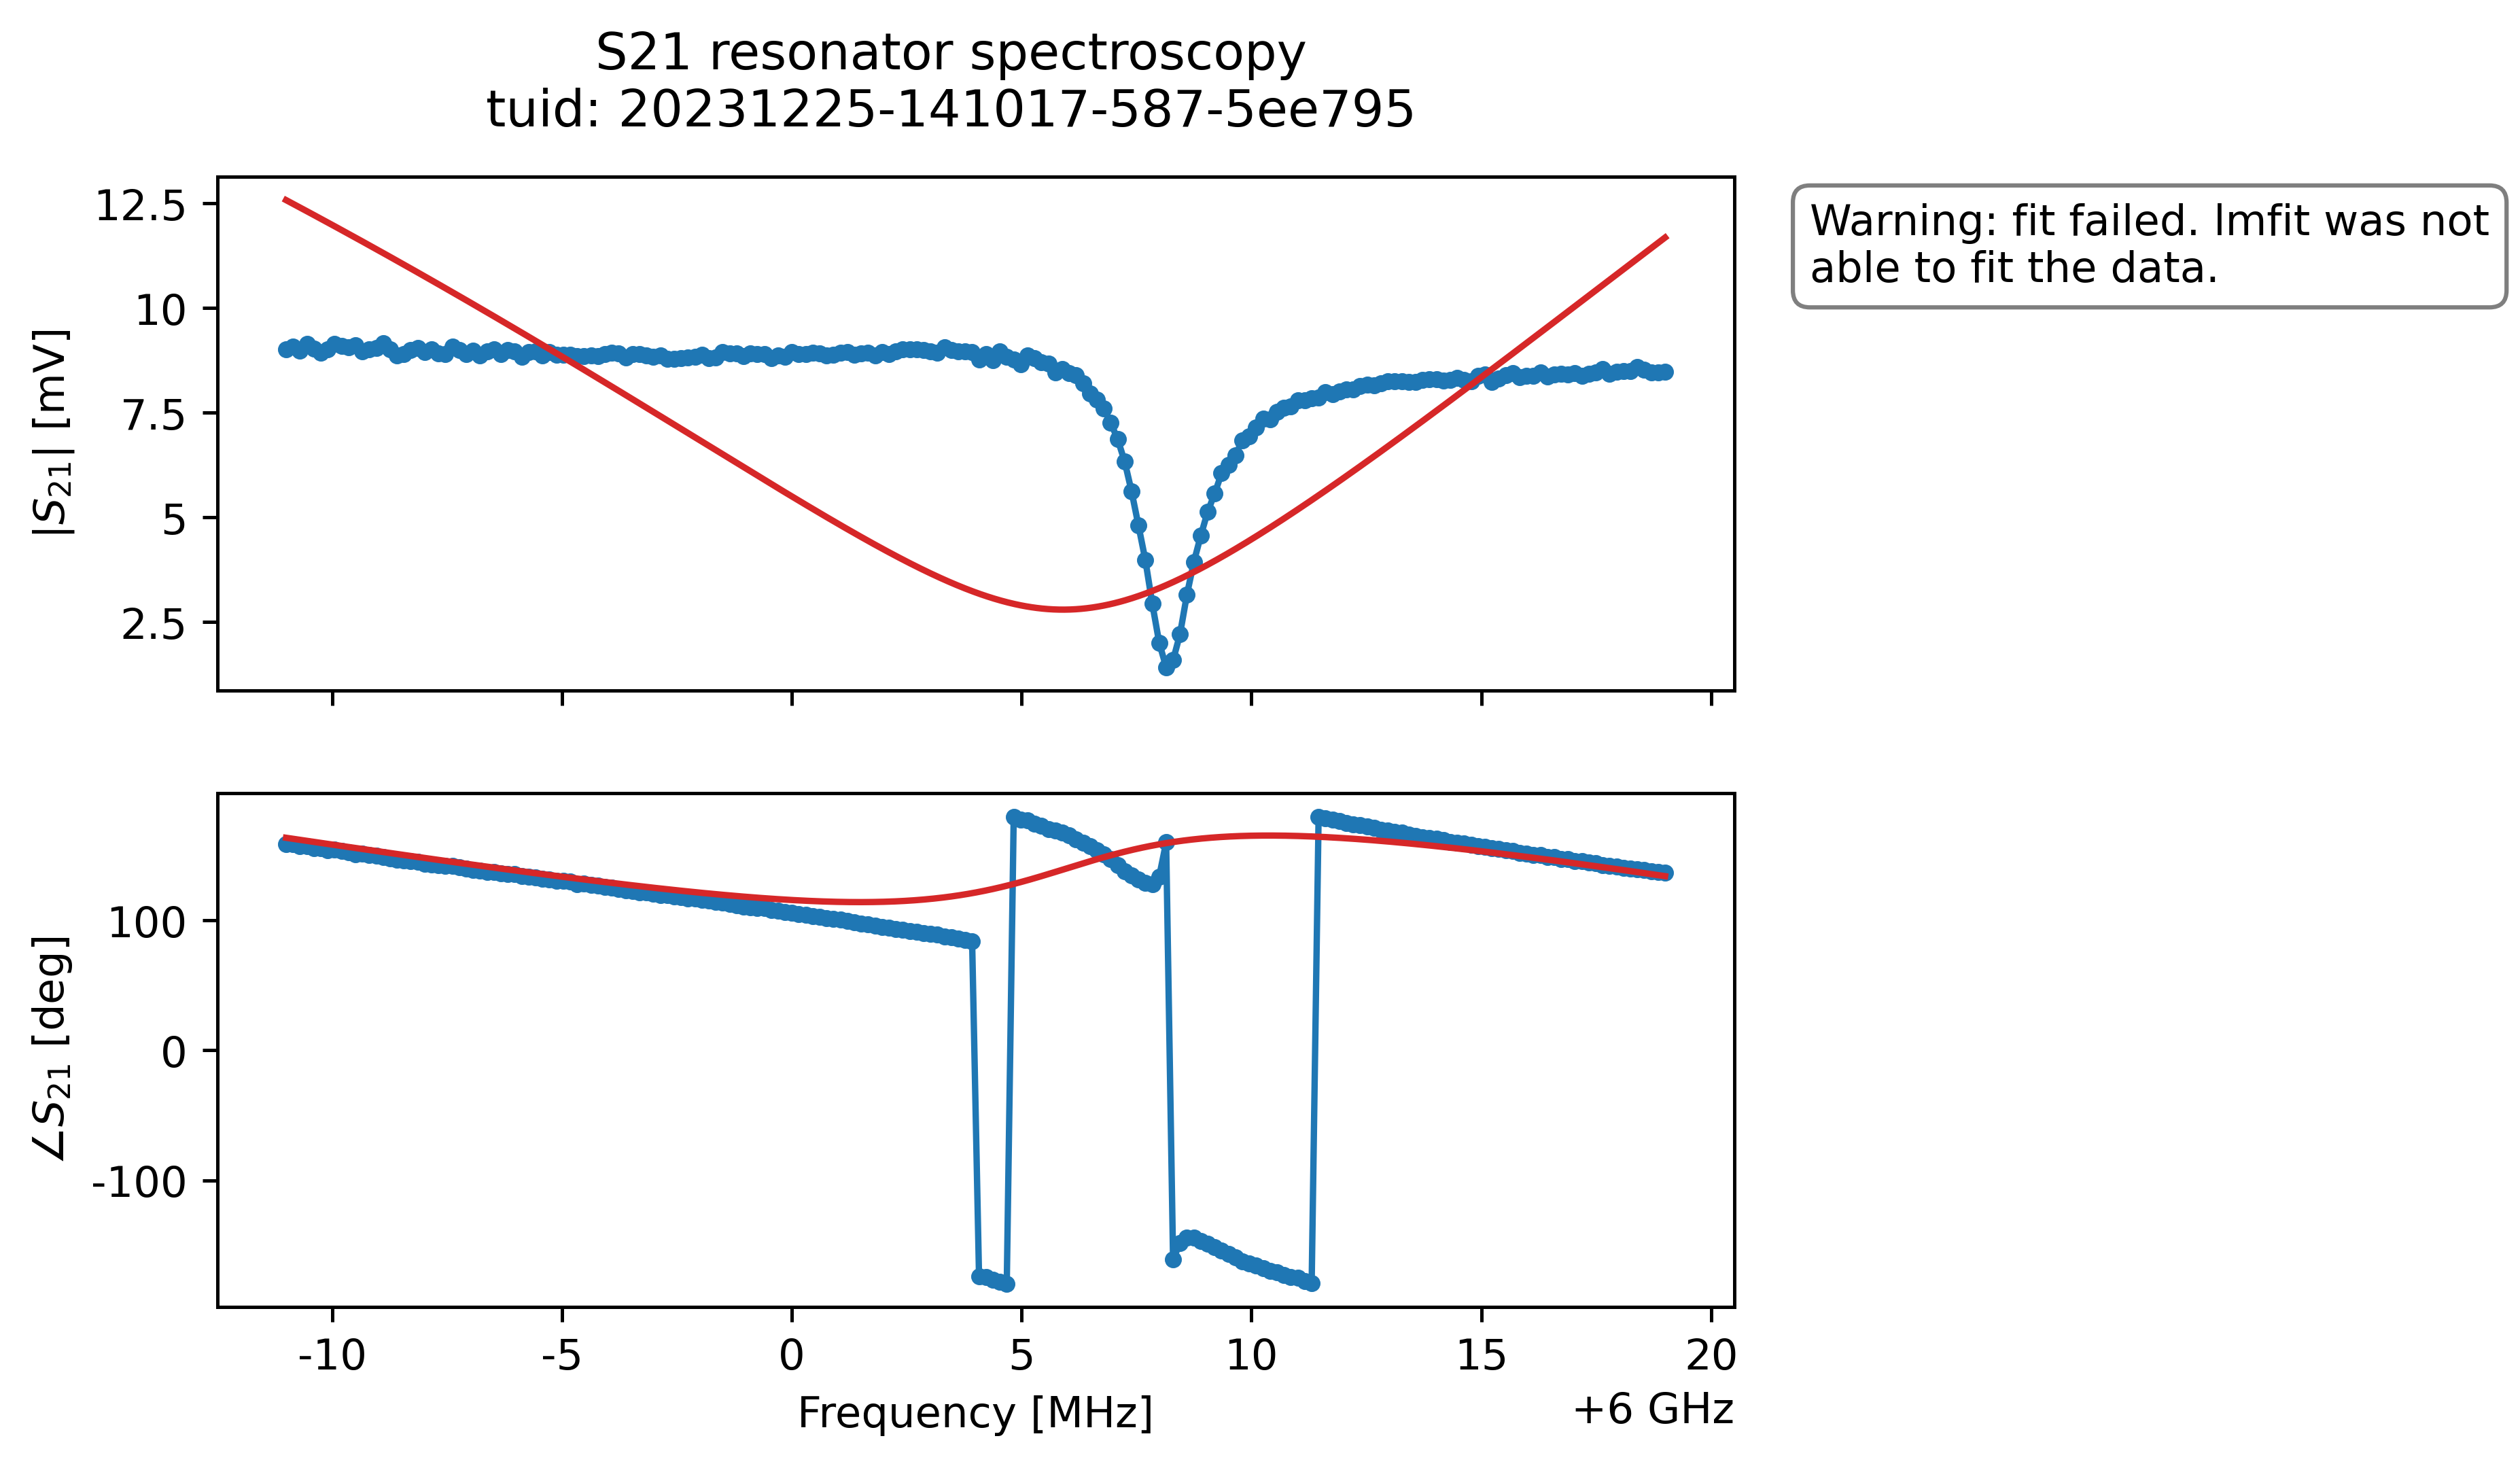 S21 resonator spectroscopy
tuid: 20231225-141017-587-5ee795
12.5
10
7.5
5
2.5
|S21| [mV]
Warning: fit failed. lmfit was not
able to fit the data.
100
0
-100
∠S21 [deg]
-10
-5
0
5
10
15
20
Frequency [MHz]
+6 GHz